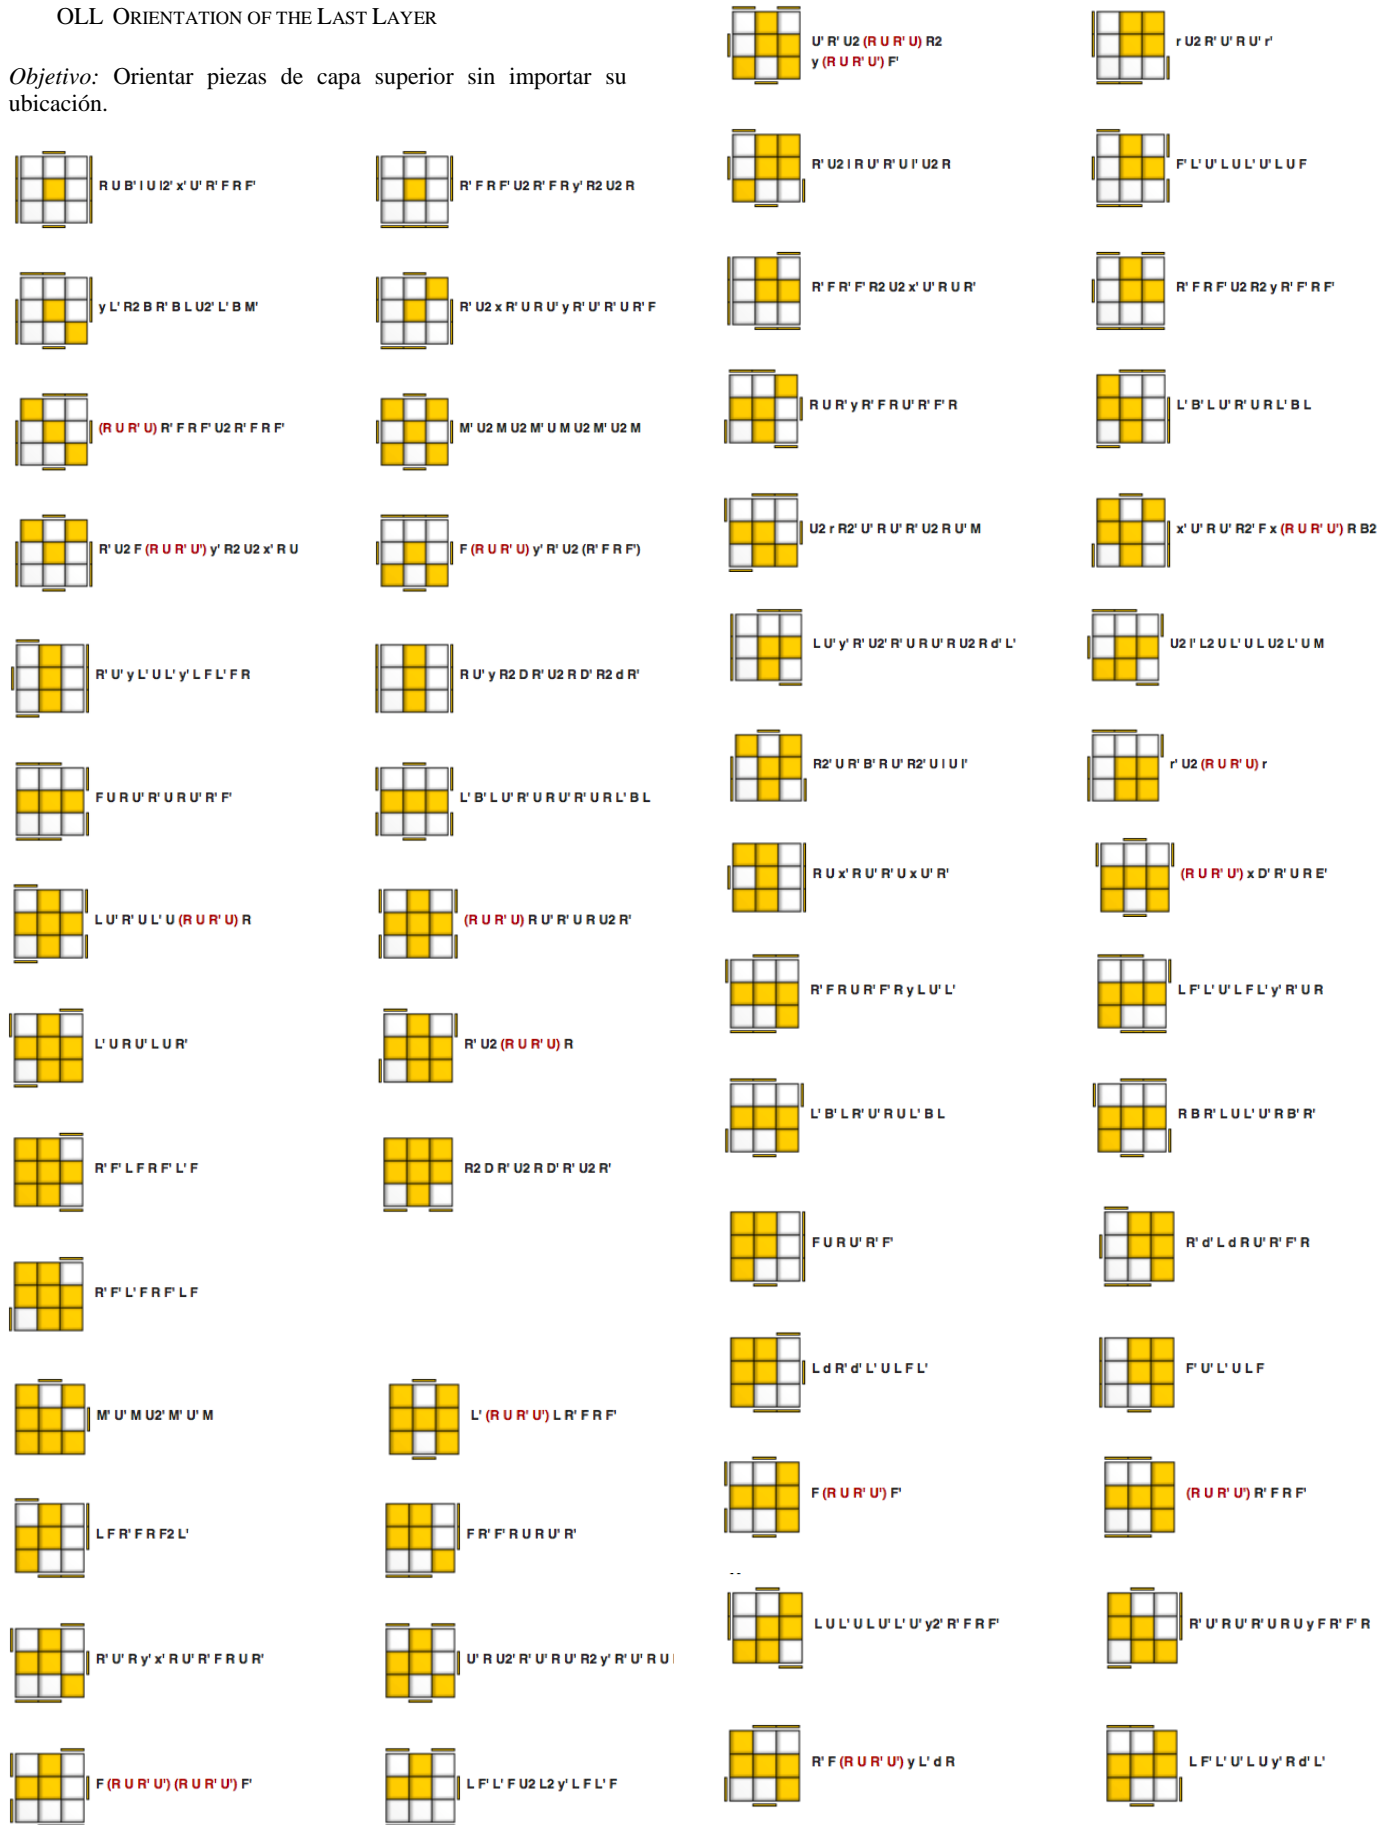 OLL ORIENTATION OF THE LAST LAYER
Objetivo: Orientar piezas de capa superior sin importar su
ubicación.
R U B' l U l2' x' U' R' F R F'
R' F R F' U2 R' F R y' R2 U2 R
y L' R2 B R' B L U2' L' B M'
R' U2 x R' U R U' y R' U' R' U R' F
(R U R' U) R' F R F' U2 R' F R F'
M' U2 M U2 M' U M U2 M' U2 M
R' U2 F (R U R' U') y' R2 U2 x' R U
F (R U R' U) y' R' U2 (R' F R F')
R' U' y L' U L' y' L F L' F R
R U' y R2 D R' U2 R D' R2 d R'
F U R U' R' U R U' R' F'
L' B' L U' R' U R U' R' U R L' B L
L U' R' U L' U (R U R' U) R
(R U R' U) R U' R' U R U2 R'
L' U R U' L U R'
R' U2 (R U R' U) R
R' F' L F R F' L' F
R2 D R' U2 R D' R' U2 R'
R' F' L' F R F' L F
M' U' M U2' M' U' M
L' (R U R' U') L R' F R F'
L F R' F R F2 L'
F R' F' R U R U' R'
R' U' R y' x' R U' R' F R U R'
U' R U2' R' U' R U' R2 y' R' U' R U
F (R U R' U') (R U R' U') F'
L F' L' F U2 L2 y' L F L' F
U' R' U2 (R U R' U) R2
y (R U R' U') F'
r U2 R' U' R U' r'
R' U2 l R U' R' U l' U2 R
F' L' U' L U L' U' L U F
R' F R' F' R2 U2 x' U' R U R'
R' F R F' U2 R2 y R' F' R F'
R U R' y R' F R U' R' F' R
L' B' L U' R' U R L' B L
U2 r R2' U' R U' R' U2 R U' M
x' U' R U' R2' F x (R U R' U') R B2
L U' y' R' U2' R' U R U' R U2 R d' L'
U2 l' L2 U L' U L U2 L' U M
R2' U R' B' R U' R2' U l U l'
r' U2 (R U R' U) r
R U x' R U' R' U x U' R'
(R U R' U') x D' R' U R E'
R' F R U R' F' R y L U' L'
L F' L' U' L F L' y' R' U R
L' B' L R' U' R U L' B L
R B R' L U L' U' R B' R'
F U R U' R' F'
R' d' L d R U' R' F' R
L d R' d' L' U L F L'
F' U' L' U L F
F (R U R' U') F'
(R U R' U') R' F R F'
--
L U L' U L U' L' U' y2' R' F R F'
R' U' R U' R' U R U y F R' F' R
R' F (R U R' U') y L' d R
L F' L' U' L U y' R d' L'